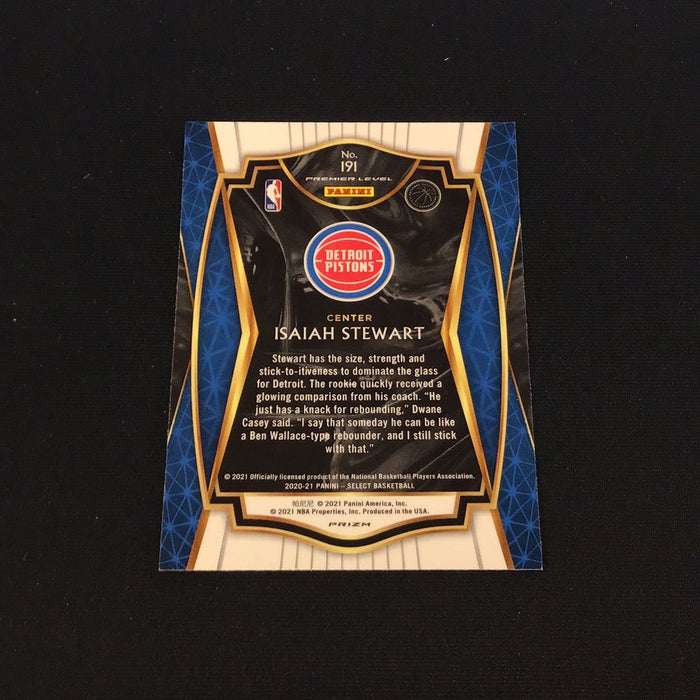 No.
191
PREMIER LEVEL
PANINI
NBA
DETROIT
PISTONS
CENTER
ISAIAH STEWART
Stewart has the size, strength and
stick-to-itiveness to dominate the glass
for Detroit. The rookie quickly received a
glowing comparison from his coach. “He
just has a knack for rebounding,” Dwane
Casey said. “I say that someday he can be like
a Ben Wallace-type rebounder, and I still stick
with that.”
© 2021 Officially licensed product of the National Basketball Players Association.
2020-21 PANINI – SELECT BASKETBALL
帕尼尼 © 2021 Panini America, Inc.
© 2021 NBA Properties, Inc. Produced in the USA.
PRIZM